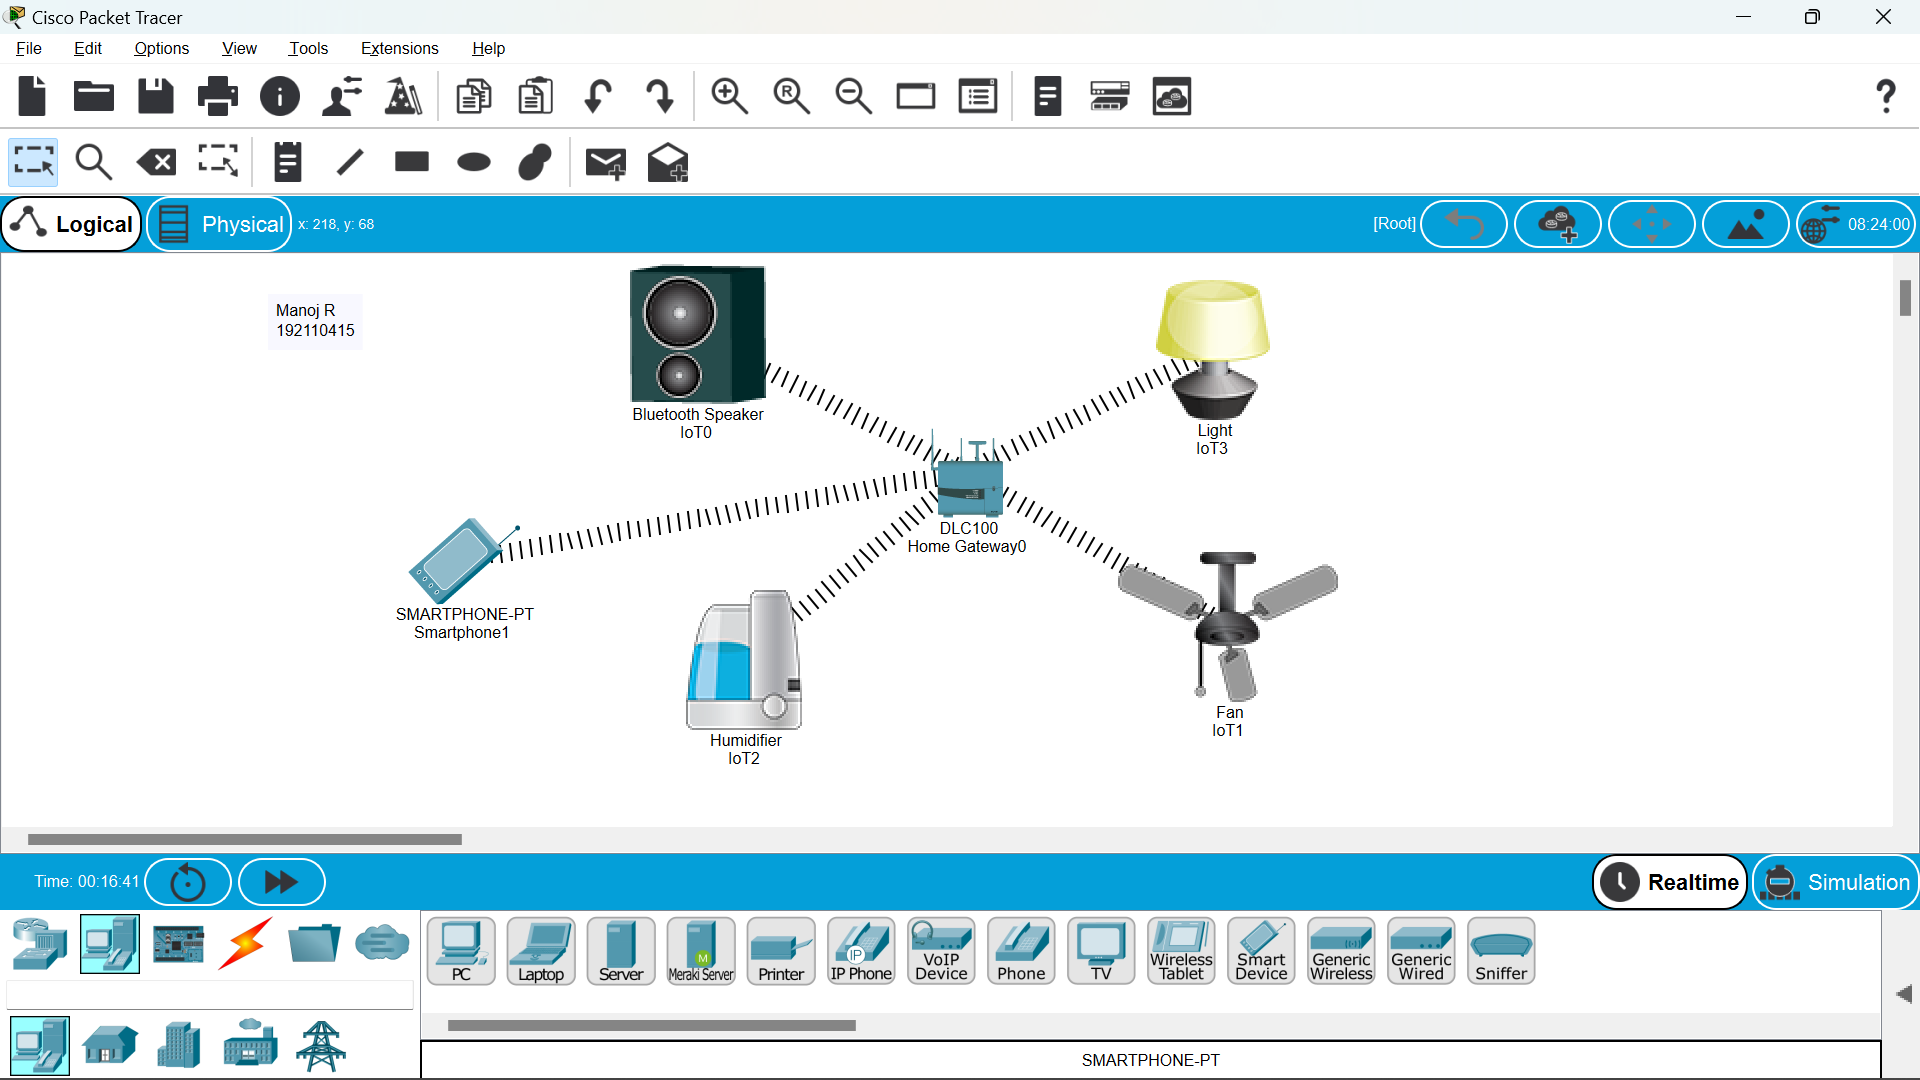 Cisco Packet Tracer
File Edit Options View Tools Extensions Help
Logical Physical x: 218, y: 68 [Root] 08:24:00
Manoj R
192110415
Bluetooth Speaker
IoT0
Light
IoT3
DLC100
Home Gateway0
SMARTPHONE-PT
Smartphone1
Humidifier
IoT2
Fan
IoT1
Time: 00:16:41 Realtime Simulation
PC Laptop Server Meraki Server Printer IP Phone VoIP Device Phone TV Wireless Tablet Smart Device Generic Wireless Generic Wired Sniffer
SMARTPHONE-PT